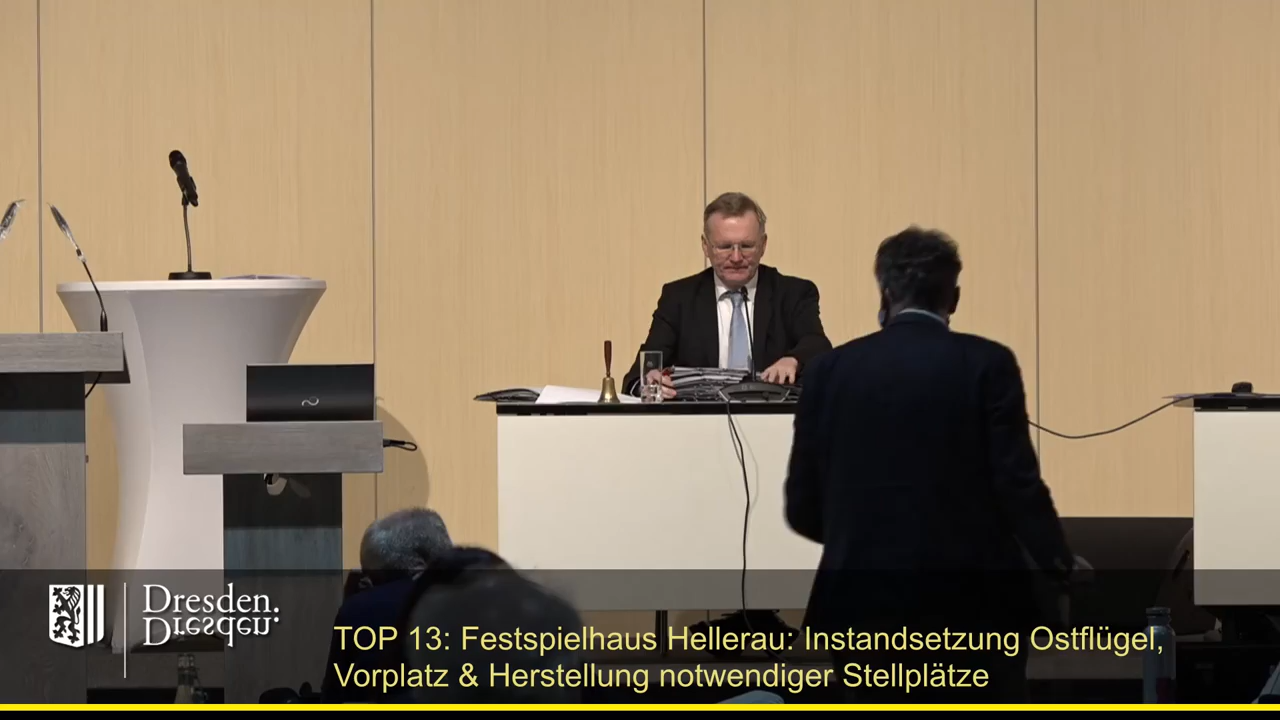 Dresden.
Dresden.
TOP 13: Festspielhaus Hellerau: Instandsetzung Ostflügel,
Vorplatz & Herstellung notwendiger Stellplätze